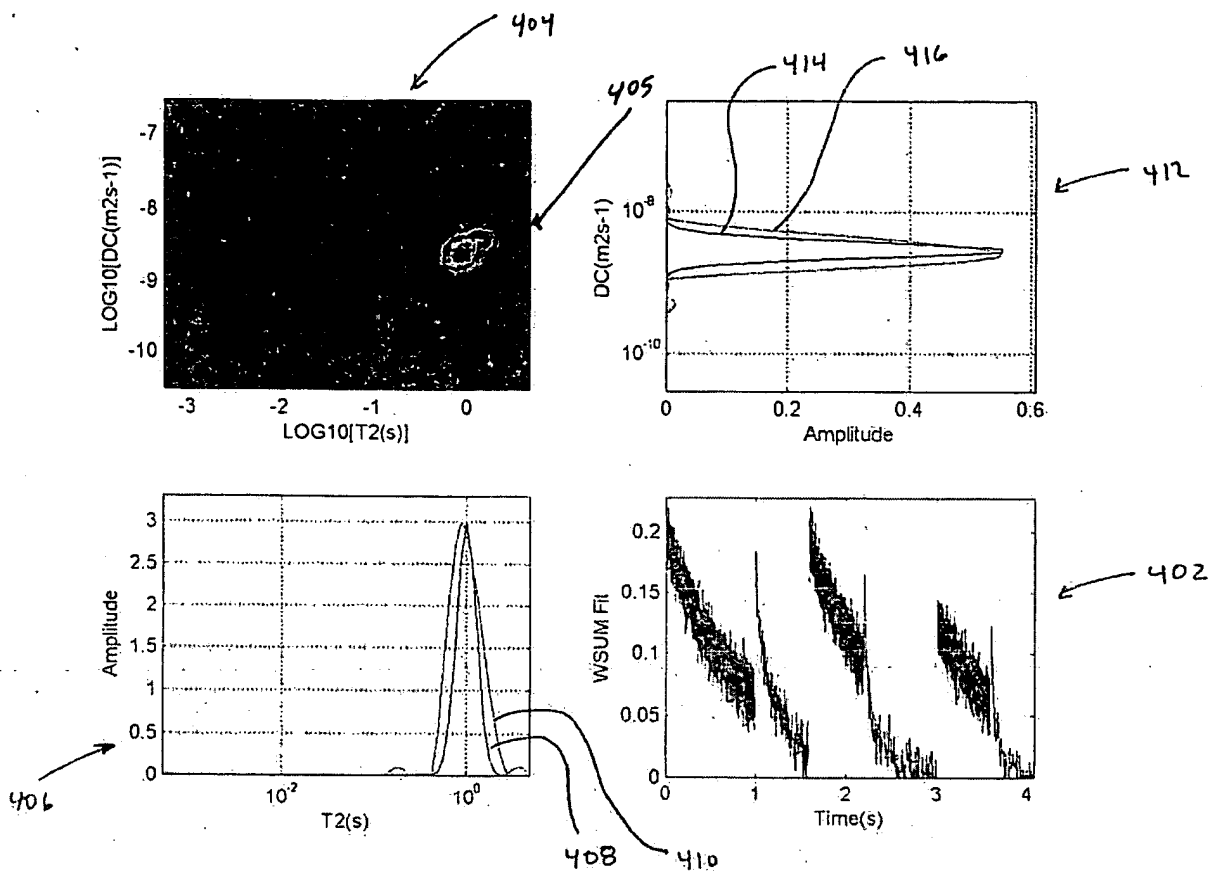 404
414
416
405
412
-7
-8
-9
-10
LOG10[DC(m2s-1)]
-3 -2 -1 0
LOG10[T2(s)]
10-8
10-10
DC(m2s-1)
0 0.2 0.4 0.6
Amplitude
3
2.5
2
1.5
1
0.5
0
Amplitude
10-2 100
T2(s)
406
408
410
0.2
0.15
0.1
0.05
0
WSUM Fit
0 1 2 3 4
Time(s)
402